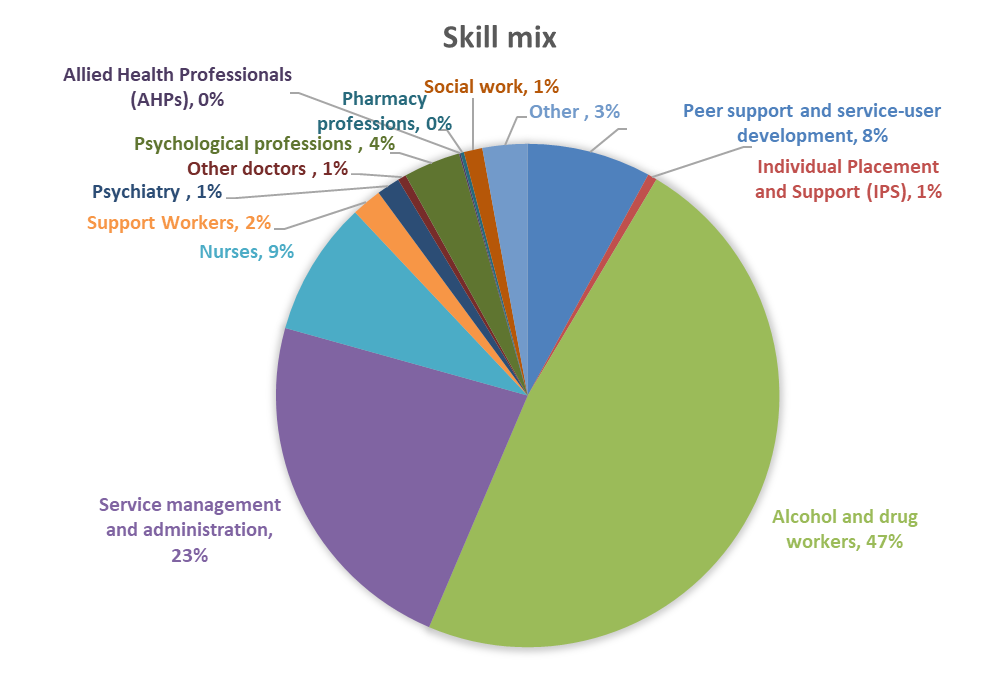 Skill mix
Allied Health Professionals
(AHPs), 0%
Pharmacy
professions, 0%
Social work, 1%
Other , 3%
Peer support and service-user
development, 8%
Individual Placement
and Support (IPS), 1%
Psychological professions , 4%
Other doctors , 1%
Psychiatry , 1%
Support Workers, 2%
Nurses, 9%
Service management
and administration,
23%
Alcohol and drug
workers, 47%